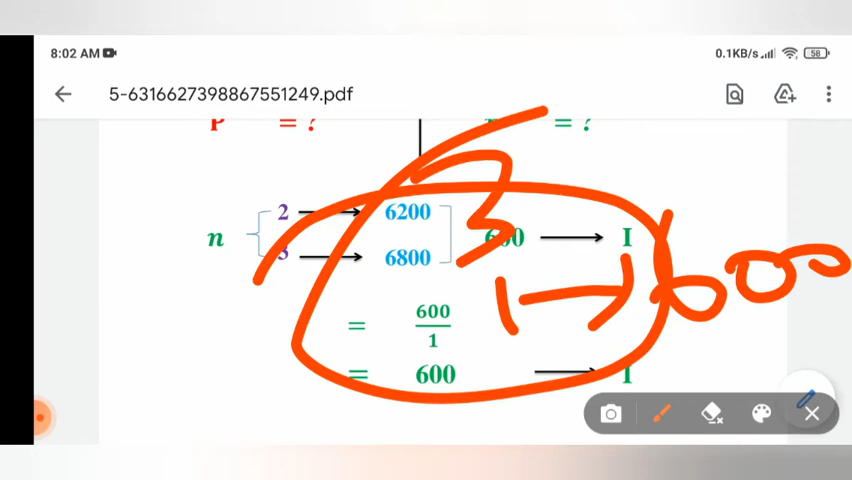 8:02 AM 0.1KB/s 58
5-6316627398867551249.pdf
= ? = ?
2 → 6200
n 600 → I
3 → 6800
3
1 → 600
= 600/1
= 600 → I